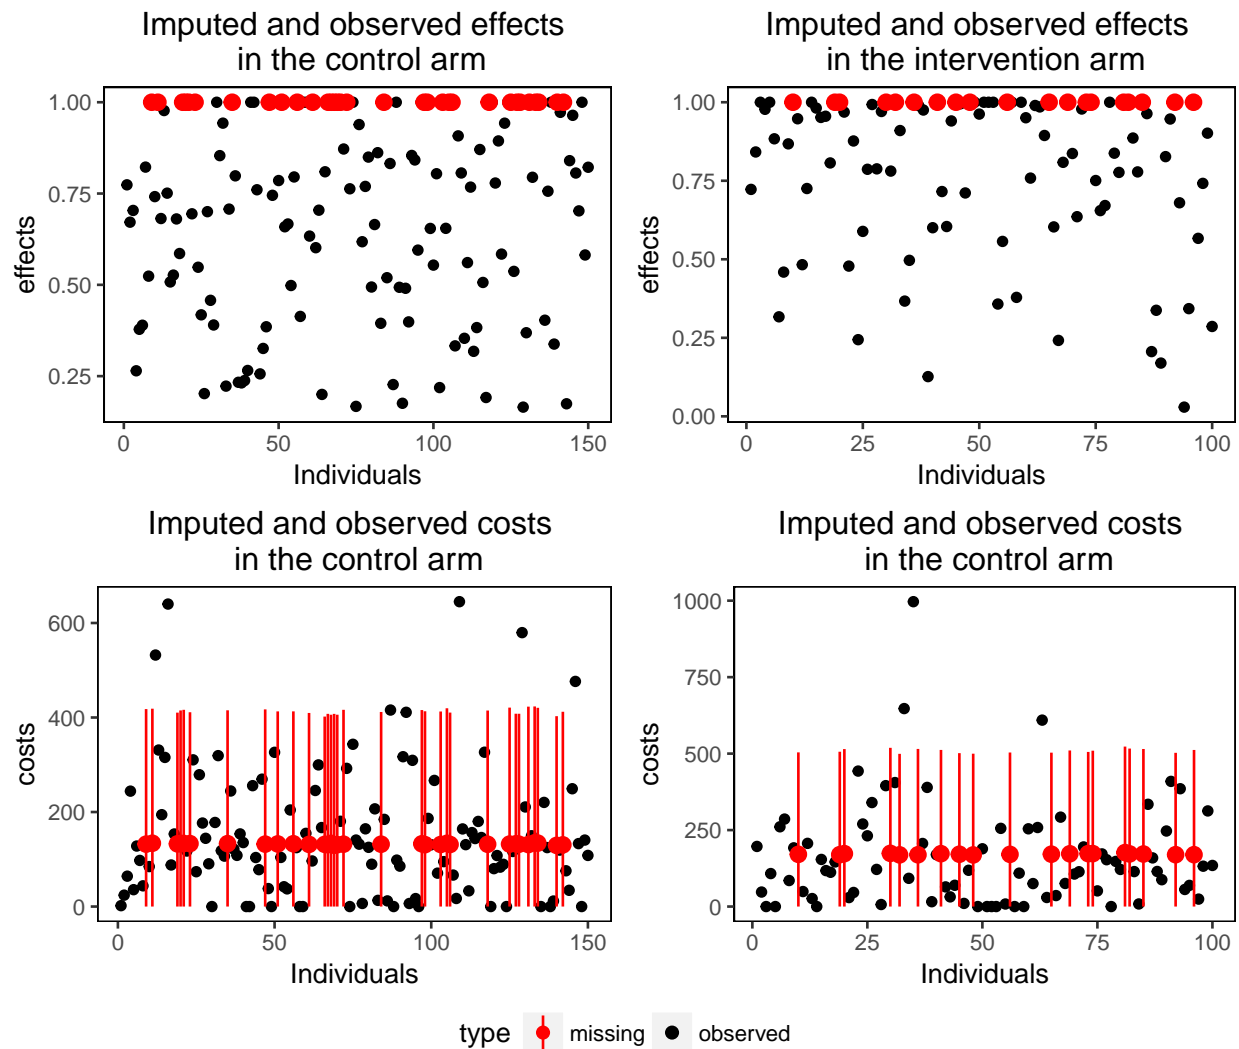 Imputed and observed effects
in the control arm
1.00
0.75
0.50
0.25
effects
0
50
100
150
Individuals
Imputed and observed effects
in the intervention arm
1.00
0.75
0.50
0.25
0.00
effects
0
25
50
75
100
Individuals
Imputed and observed costs
in the control arm
600
400
200
0
costs
0
50
100
150
Individuals
Imputed and observed costs
in the control arm
1000
750
500
250
0
costs
0
25
50
75
100
Individuals
type missing observed